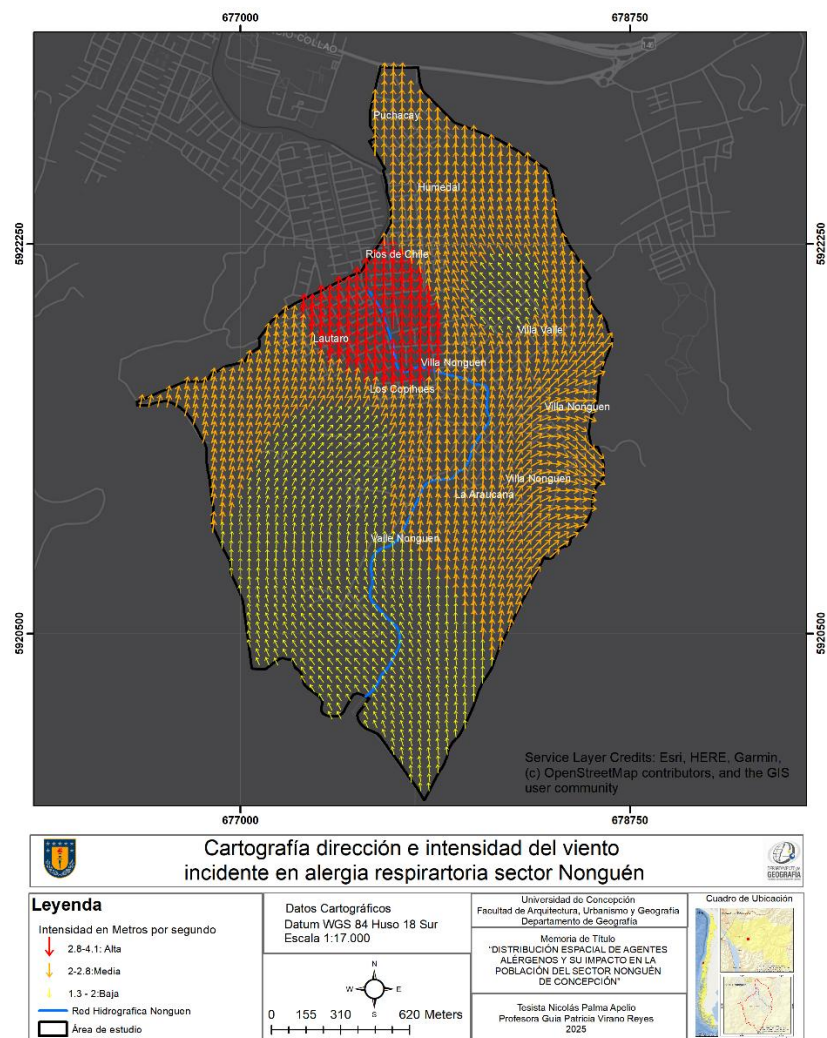 677000
678750
5922250
5920500
COLLAO
Puchacay
Humedal
Rios de Chile
Villa Valle
Lautaro
Villa Nonguen
Los Copihues
Villa Nonguen
Villa Nonguen
La Araucana
Valle Nonguen
Service Layer Credits: Esri, HERE, Garmin,
(c) OpenStreetMap contributors, and the GIS
user community
5922250
5920500
677000
678750
Cartografía dirección e intensidad del viento
incidente en alergia respirartoria sector Nonguén
GEOGRAFÍA
Leyenda
Intensidad en Metros por segundo
2.8-4.1: Alta
2-2.8:Media
1.3 - 2:Baja
Rod Hidrografica Nonguen
Área de estudio
Datos Cartográficos
Datum WGS 84 Huso 18 Sur
Escala 1:17.000
N
W E
S
0 155 310 620 Meters
Universidad do Concepción
Facultad de Arquitectura, Urbanismo y Geografia
Departamento de Geografía
Memoria de Título
"DISTRIBUCIÓN ESPACIAL DE AGENTES
ALÉRGENOS Y SU IMPACTO EN LA
POBLACIÓN DEL SECTOR NONGUÉN
DE CONCEPCIÓN"
Tesista Nicolás Palma Apolio
Profesora Guia Patricia Virano Reyes
2025
Cuadro de Ubicación